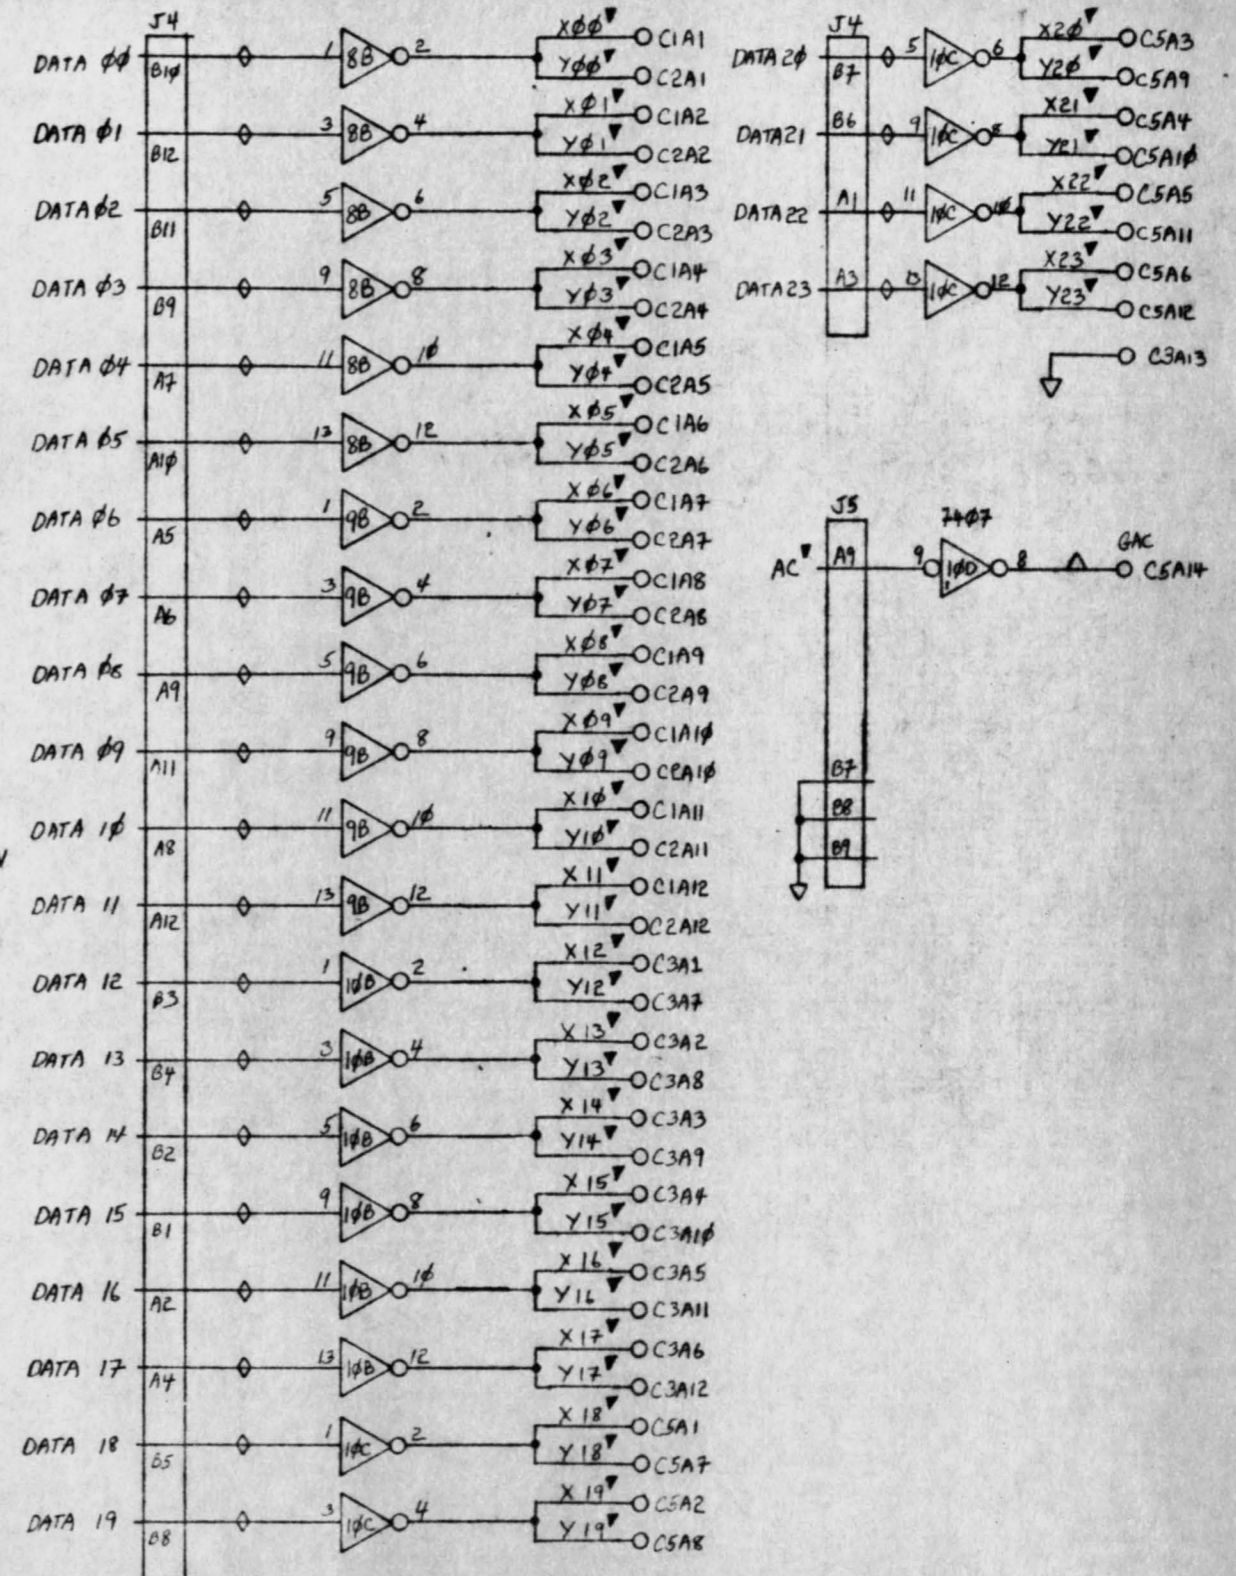 J4
DATA ØØ B1Ø 1 8B 2 XØØ C1A1
YØØ C2A1
DATA Ø1 B12 3 8B 4 XØ1 C1A2
YØ1 C2A2
DATA Ø2 B11 5 8B 6 XØ2 C1A3
YØ2 C2A3
DATA Ø3 B9 9 8B 8 XØ3 C1A4
YØ3 C2A4
DATA Ø4 A7 11 8B 1Ø XØ4 C1A5
YØ4 C2A5
DATA Ø5 A1Ø 13 8B 12 XØ5 C1A6
YØ5 C2A6
DATA Ø6 A5 1 9B 2 XØ6 C1A7
YØ6 C2A7
DATA Ø7 A6 3 9B 4 XØ7 C1A8
YØ7 C2A8
DATA Ø8 A9 5 9B 6 XØ8 C1A9
YØ8 C2A9
DATA Ø9 A11 9 9B 8 XØ9 C1A1Ø
YØ9 C2A1Ø
DATA 1Ø A8 11 9B 1Ø X1Ø C1A11
Y1Ø C2A11
DATA 11 A12 13 9B 12 X11 C1A12
Y11 C2A12
DATA 12 B3 1 1ØB 2 X12 C3A1
Y12 C3A7
DATA 13 B4 3 1ØB 4 X13 C3A2
Y13 C3A8
DATA 14 B2 5 1ØB 6 X14 C3A3
Y14 C3A9
DATA 15 B1 9 1ØB 8 X15 C3A4
Y15 C3A1Ø
DATA 16 A2 11 1ØB 1Ø X16 C3A5
Y16 C3A11
DATA 17 A4 13 1ØB 12 X17 C3A6
Y17 C3A12
DATA 18 B5 1 1ØC 2 X18 C5A1
Y18 C5A7
DATA 19 B8 3 1ØC 4 X19 C5A2
Y19 C5A8
J4
DATA 2Ø B7 5 1ØC 6 X2Ø C5A3
Y2Ø C5A9
DATA 21 B6 9 1ØC 8 X21 C5A4
Y21 C5A1Ø
DATA 22 A1 11 1ØC 1Ø X22 C5A5
Y22 C5A11
DATA 23 A3 13 1ØC 12 X23 C5A6
Y23 C5A12
C3A13
J5
74Ø7
AC A9 9 1ØD 8 GAC
C5A14
B7
B8
B9